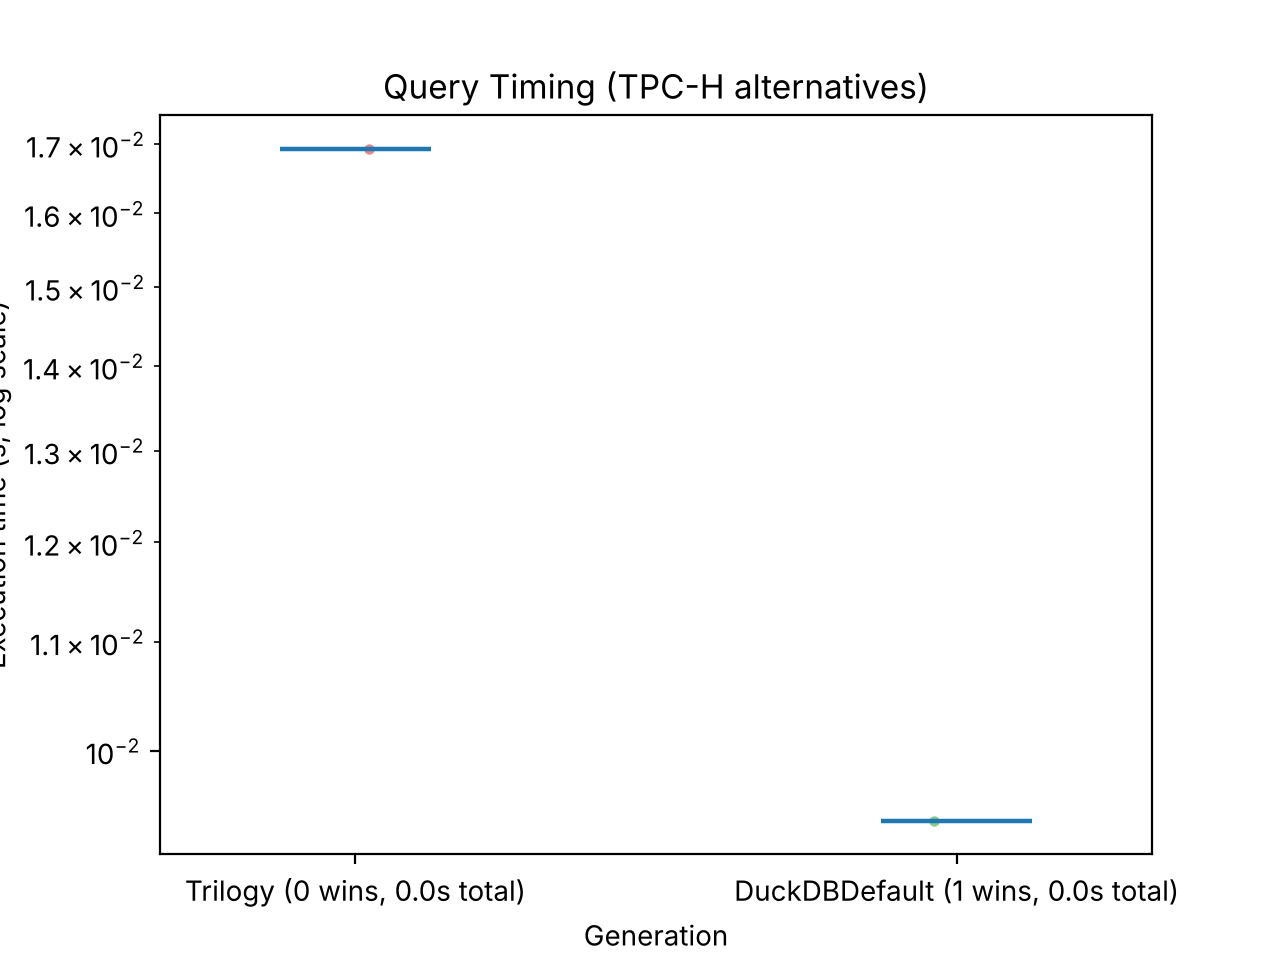 Query Timing (TPC-H alternatives)
1.7 × 10⁻²
1.6 × 10⁻²
1.5 × 10⁻²
1.4 × 10⁻²
1.3 × 10⁻²
1.2 × 10⁻²
1.1 × 10⁻²
10⁻²
Trilogy (0 wins, 0.0s total)
DuckDBDefault (1 wins, 0.0s total)
Generation